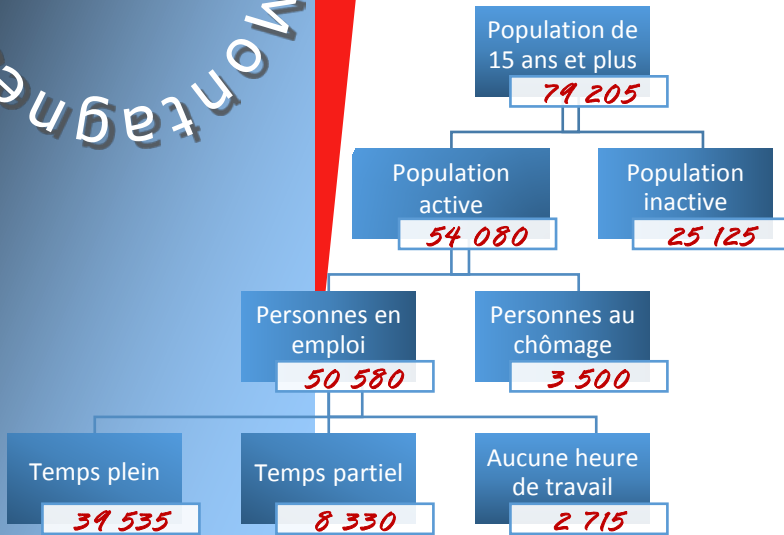 Montagne
Population de
15 ans et plus
79 205
Population
active
54 080
Population
inactive
25 125
Personnes en
emploi
50 580
Personnes au
chômage
3 500
Temps plein
39 535
Temps partiel
8 330
Aucune heure
de travail
2 715